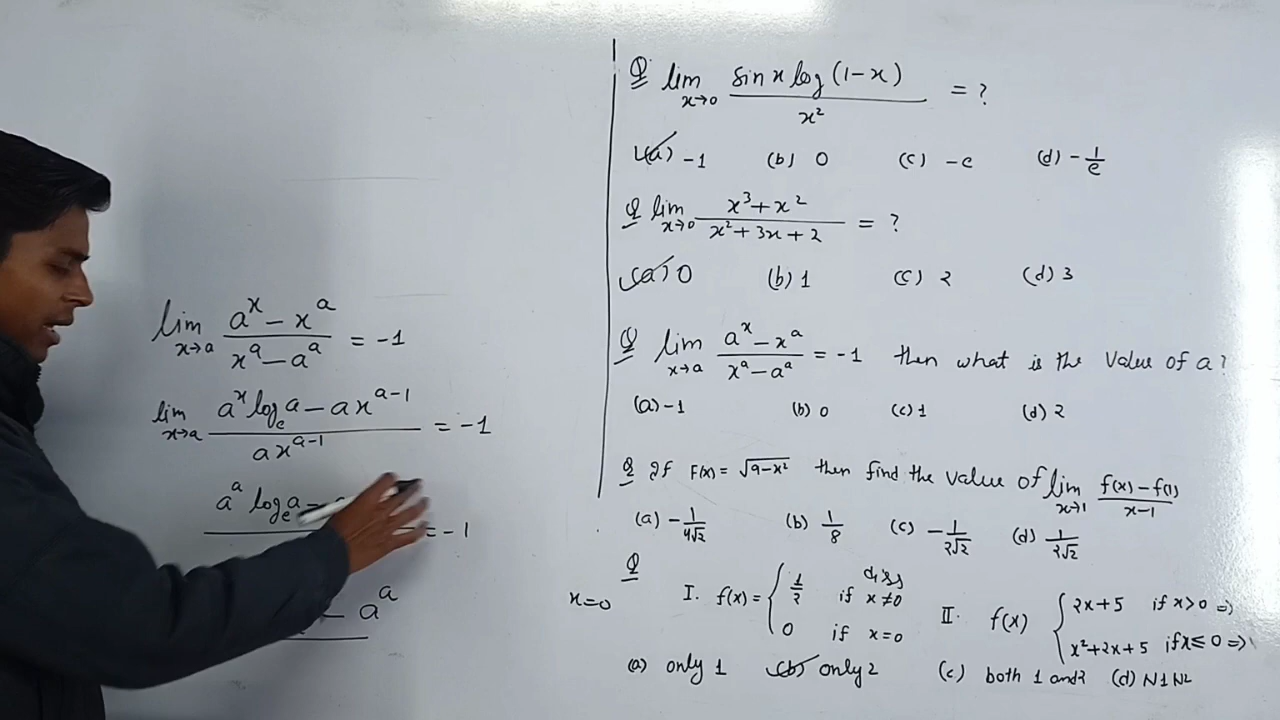 lim x→a (a^x − x^a)/(x^a − a^a) = −1
lim x→a (a^x log_e a − a x^(a−1))/(a x^(a−1)) = −1
a^a log_e a − = −1
− a^a
Q lim x→0 (sin x log(1−x))/x² = ?
(a) −1 (b) 0 (c) −e (d) −1/e
Q lim x→0 (x³+x²)/(x²+3x+2) = ?
(a) 0 (b) 1 (c) 2 (d) 3
Q lim x→a (a^x − x^a)/(x^a − a^a) = −1 then what is the value of a?
(a) −1 (b) 0 (c) 1 (d) 2
Q If F(x) = √(9−x²) then find the value of lim x→1 (f(x)−f(1))/(x−1)
(a) −1/4√2 (b) 1/8 (c) −1/2√2 (d) 1/2√2
Q
x=0 I. f(x) = { 1/2 if x≠0 II. f(x) { 2x+5 if x>0 ⇒
0 if x=0 x²+2x+5 if x≤0 ⇒
(a) only 1 (b) only 2 (c) both 1 and 2 (d) N1 N2